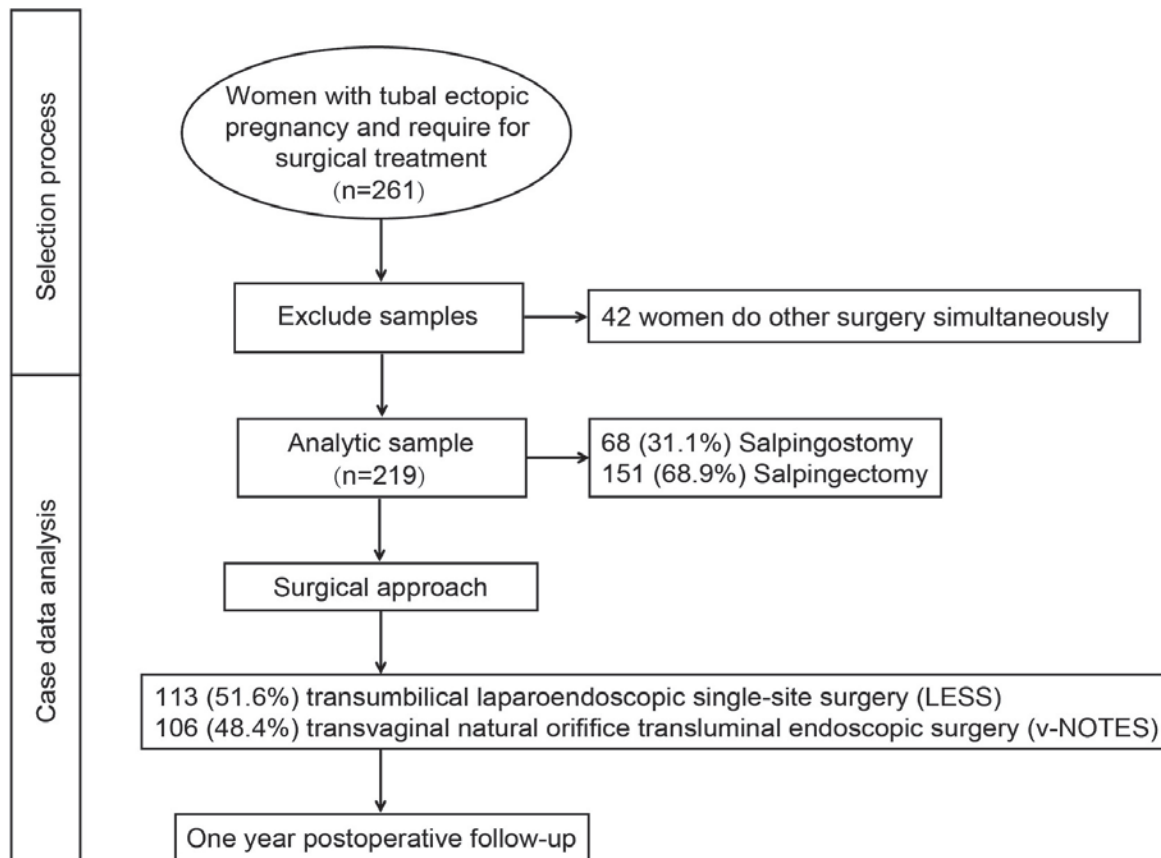 Selection process
Women with tubal ectopic
pregnancy and require for
surgical treatment
(n=261)
Exclude samples
42 women do other surgery simultaneously
Case data analysis
Analytic sample
(n=219)
68 (31.1%) Salpingostomy
151 (68.9%) Salpingectomy
Surgical approach
113 (51.6%) transumbilical laparoendoscopic single-site surgery (LESS)
106 (48.4%) transvaginal natural orififice transluminal endoscopic surgery (v-NOTES)
One year postoperative follow-up